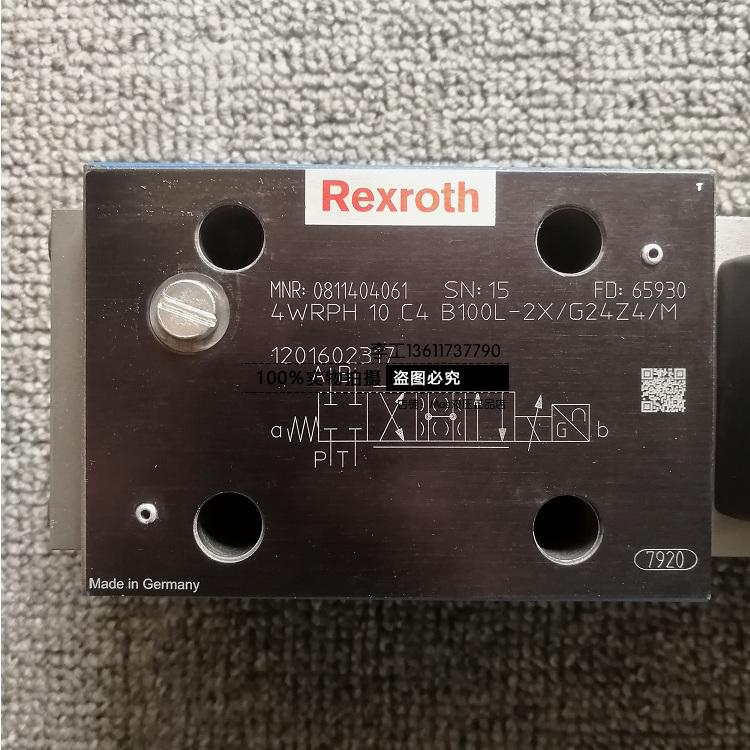 Rexroth
T
MNR: 0811404061 SN: 15 FD: 65930
4WRPH 10 C4 B100L-2X/G24Z4/M
李工13611737790
A B
100%实物拍摄 盗图必究
a G b
P T
7920
Made in Germany